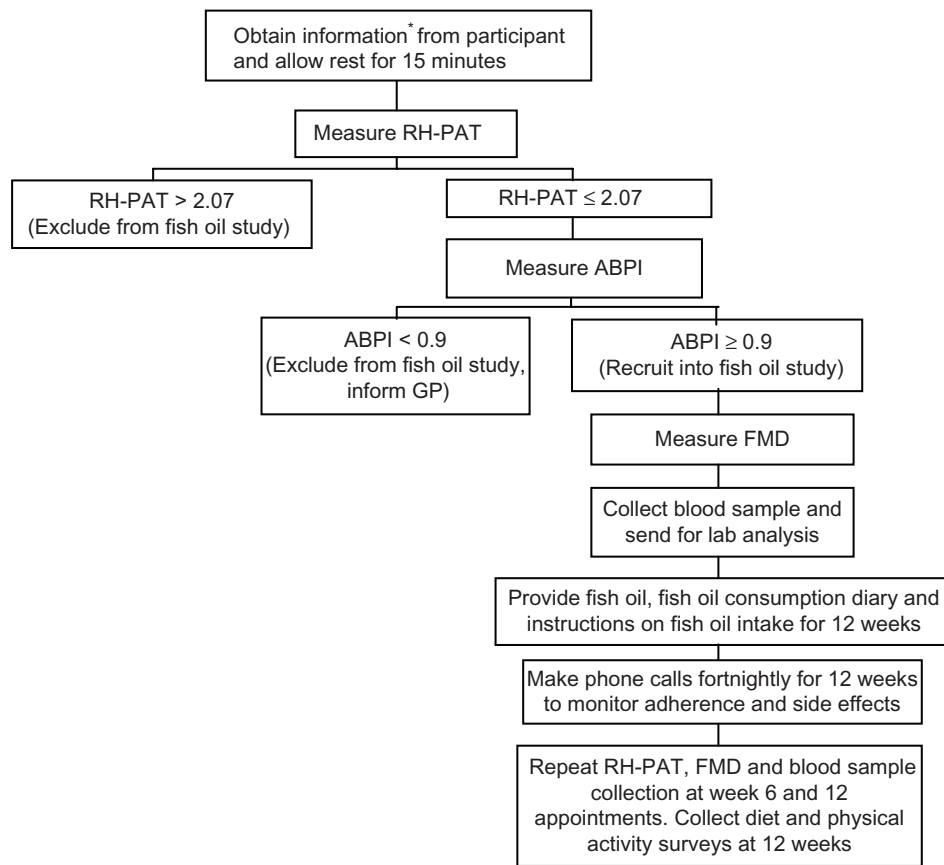 Obtain information* from participant
and allow rest for 15 minutes
Measure RH-PAT
RH-PAT > 2.07
(Exclude from fish oil study)
RH-PAT ≤ 2.07
Measure ABPI
ABPI < 0.9
(Exclude from fish oil study,
inform GP)
ABPI ≥ 0.9
(Recruit into fish oil study)
Measure FMD
Collect blood sample and
send for lab analysis
Provide fish oil, fish oil consumption diary and
instructions on fish oil intake for 12 weeks
Make phone calls fortnightly for 12 weeks
to monitor adherence and side effects
Repeat RH-PAT, FMD and blood sample
collection at week 6 and 12
appointments. Collect diet and physical
activity surveys at 12 weeks